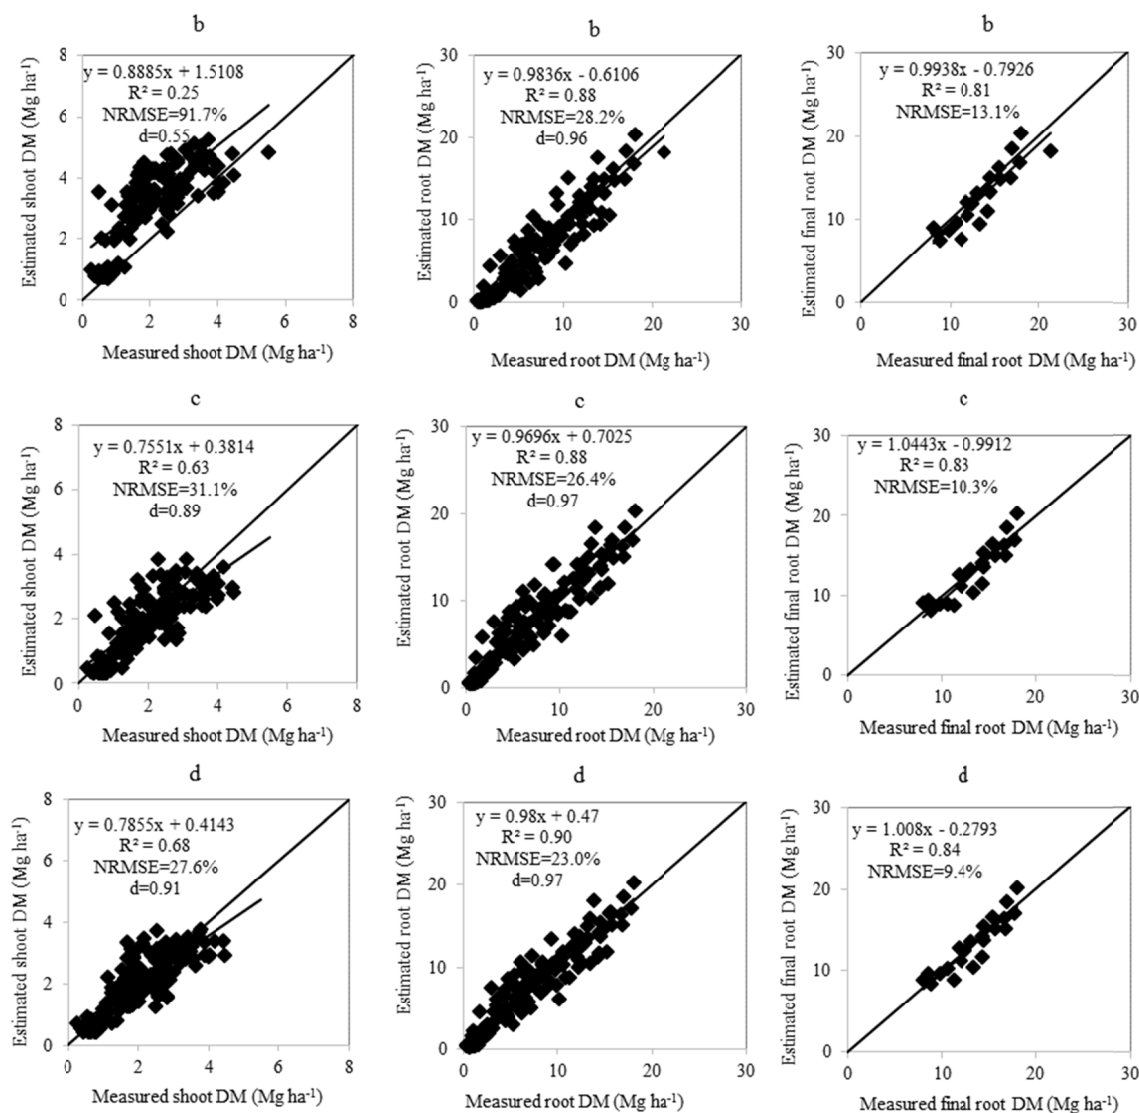 b
8
6
4
2
0
y = 0.8885x + 1.5108
R² = 0.25
NRMSE=91.7%
d=0.55
0 2 4 6 8
Estimated shoot DM (Mg ha⁻¹)
Measured shoot DM (Mg ha⁻¹)
b
30
20
10
0
y = 0.9836x - 0.6106
R² = 0.88
NRMSE=28.2%
d=0.96
0 10 20 30
Estimated root DM (Mg ha⁻¹)
Measured root DM (Mg ha⁻¹)
b
30
20
10
0
y = 0.9938x - 0.7926
R² = 0.81
NRMSE=13.1%
0 10 20 30
Estimated final root DM (Mg ha⁻¹)
Measured final root DM (Mg ha⁻¹)
c
8
6
4
2
0
y = 0.7551x + 0.3814
R² = 0.63
NRMSE=31.1%
d=0.89
0 2 4 6 8
Estimated shoot DM (Mg ha⁻¹)
Measured shoot DM (Mg ha⁻¹)
c
30
20
10
0
y = 0.9696x + 0.7025
R² = 0.88
NRMSE=26.4%
d=0.97
0 10 20 30
Estimated root DM (Mg ha⁻¹)
Measured root DM (Mg ha⁻¹)
c
30
20
10
0
y = 1.0443x - 0.9912
R² = 0.83
NRMSE=10.3%
0 10 20 30
Estimated final root DM (Mg ha⁻¹)
Measured final root DM (Mg ha⁻¹)
d
8
6
4
2
0
y = 0.7855x + 0.4143
R² = 0.68
NRMSE=27.6%
d=0.91
0 2 4 6 8
Estimated shoot DM (Mg ha⁻¹)
Measured shoot DM (Mg ha⁻¹)
d
30
20
10
0
y = 0.98x + 0.47
R² = 0.90
NRMSE=23.0%
d=0.97
0 10 20 30
Estimated root DM (Mg ha⁻¹)
Measured root DM (Mg ha⁻¹)
d
30
20
10
0
y = 1.008x - 0.2793
R² = 0.84
NRMSE=9.4%
0 10 20 30
Estimated final root DM (Mg ha⁻¹)
Measured final root DM (Mg ha⁻¹)